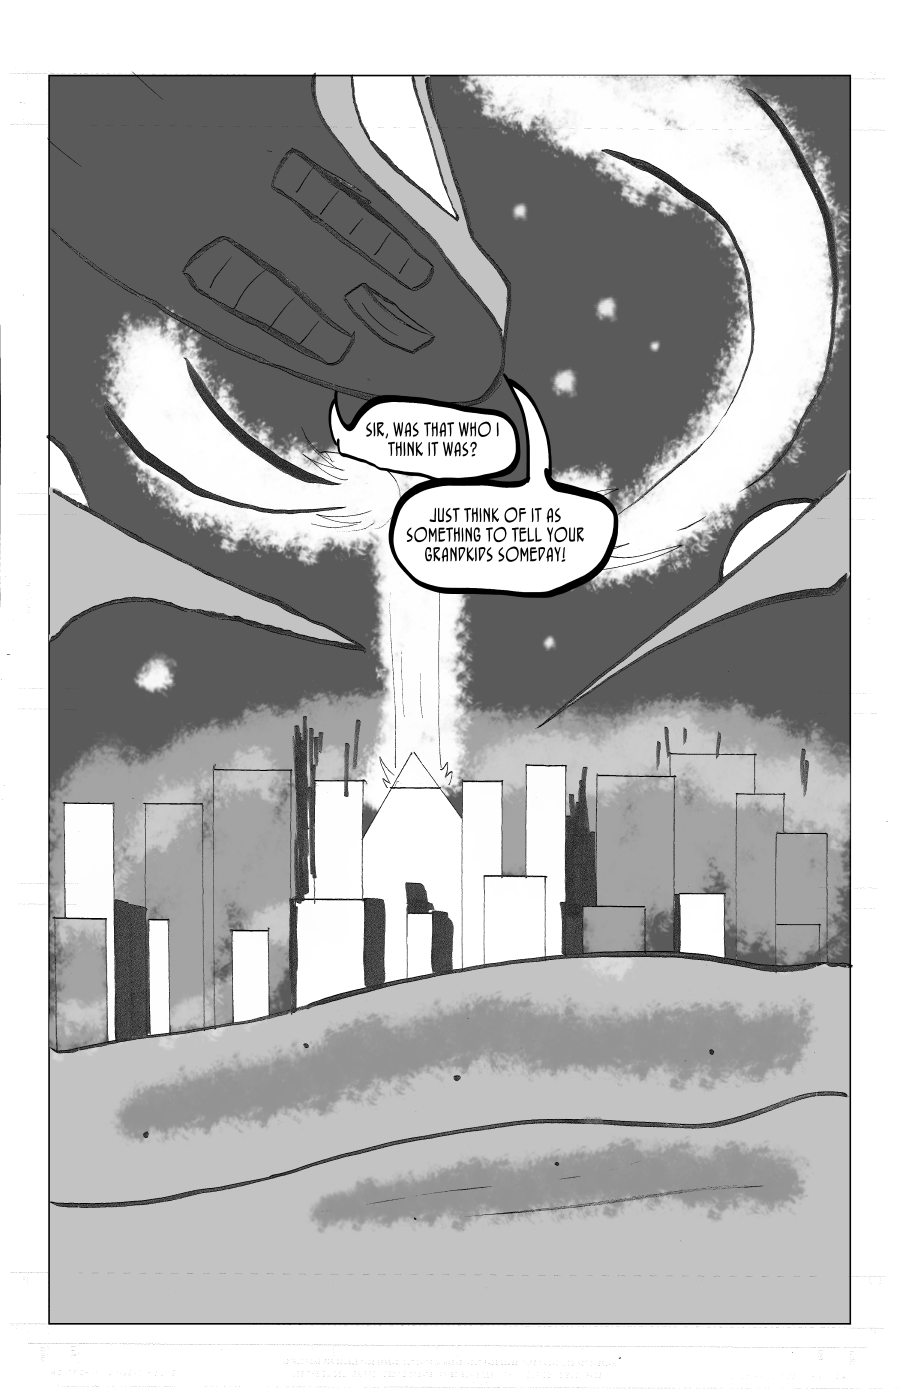 SIR, WAS THAT WHO I
THINK IT WAS?
JUST THINK OF IT AS
SOMETHING TO TELL YOUR
GRANDKIDS SOMEDAY!